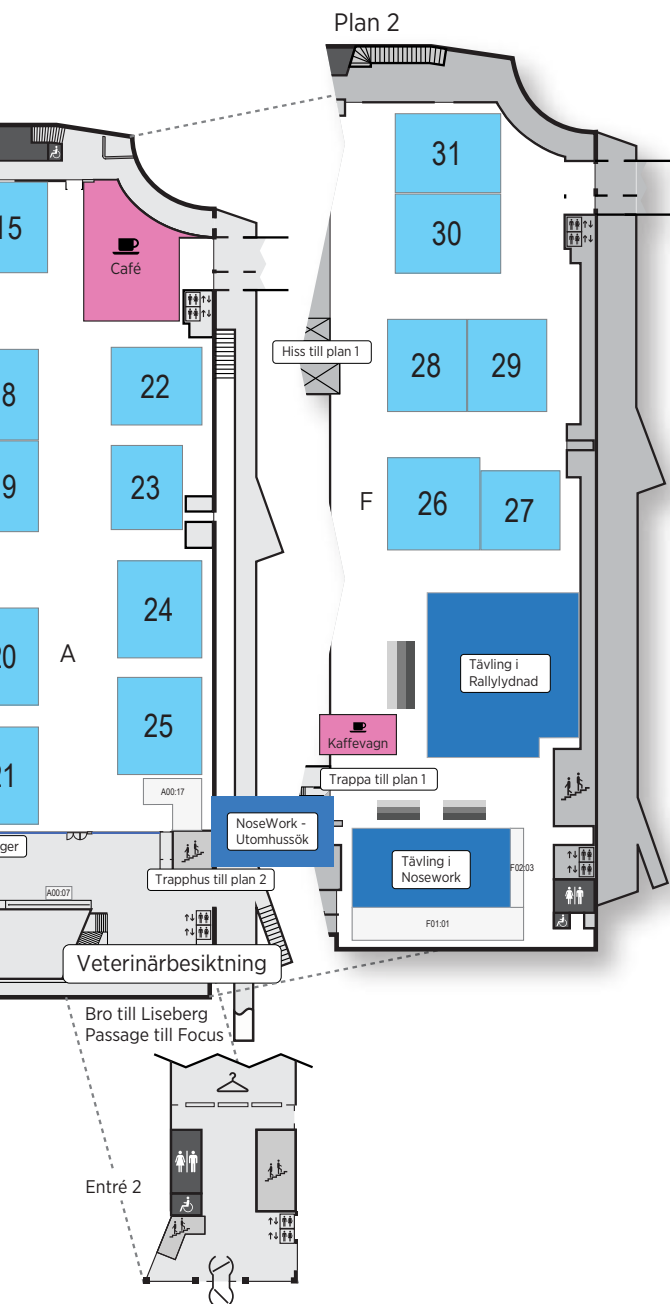 Plan 2
31
30
15
Café
Hiss till plan 1
28
29
22
8
23
9
F
26
27
24
20
A
Tävling i
Rallylydnad
25
21
Kaffevagn
Trappa till plan 1
A00:17
NoseWork -
Utomhussök
ger
Tävling i
Nosework
F02:03
Trapphus till plan 2
A00:07
F01:01
Veterinärbesiktning
Bro till Liseberg
Passage till Focus
Entré 2